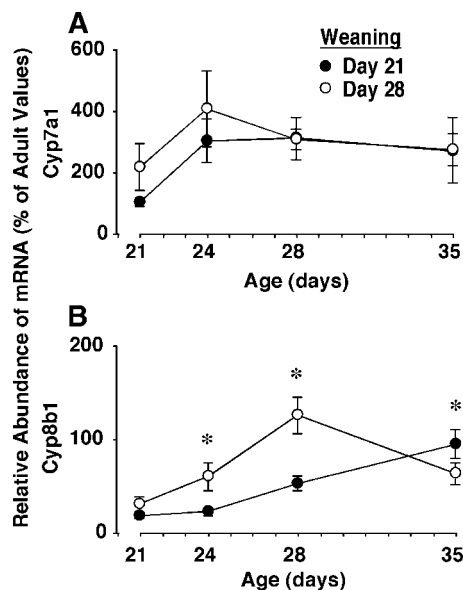 A
Relative Abundance of mRNA (% of Adult Values)
Cyp7a1
600
400
200
0
Weaning
Day 21
Day 28
21 24 28 35
Age (days)
B
Cyp8b1
200
100
0
* * *
21 24 28 35
Age (days)